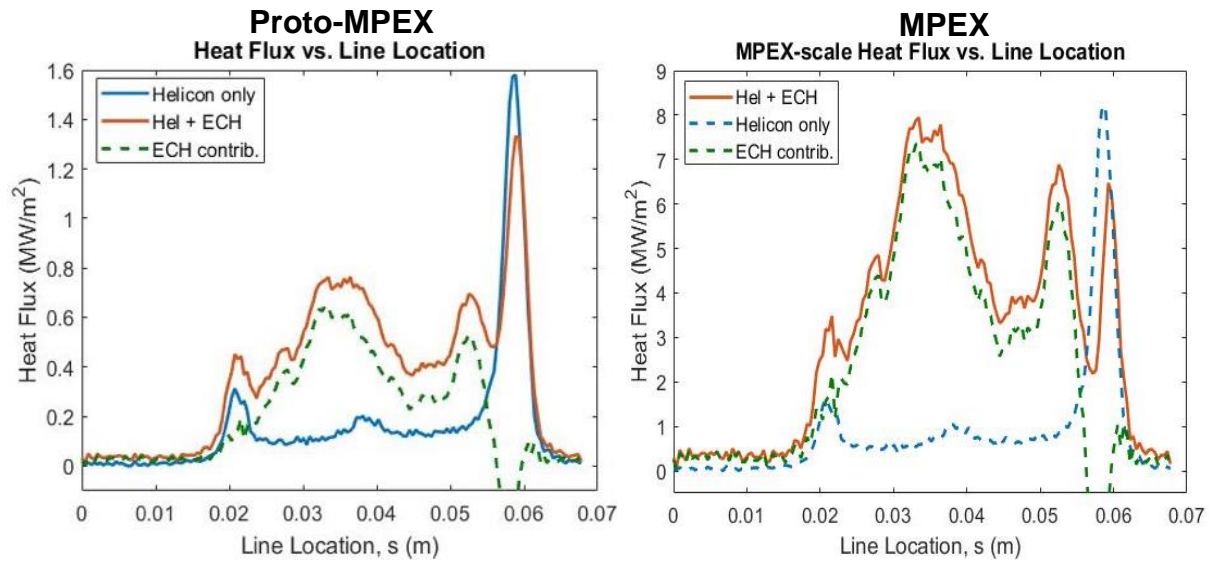 Proto-MPEX
Heat Flux vs. Line Location
Heat Flux (MW/m²)
1.6
1.4
1.2
1
0.8
0.6
0.4
0.2
0
Helicon only
Hel + ECH
ECH contrib.
0 0.01 0.02 0.03 0.04 0.05 0.06 0.07
Line Location, s (m)
MPEX
MPEX-scale Heat Flux vs. Line Location
Heat Flux (MW/m²)
9
8
7
6
5
4
3
2
1
0
Hel + ECH
Helicon only
ECH contrib.
0 0.01 0.02 0.03 0.04 0.05 0.06 0.07
Line Location, s (m)